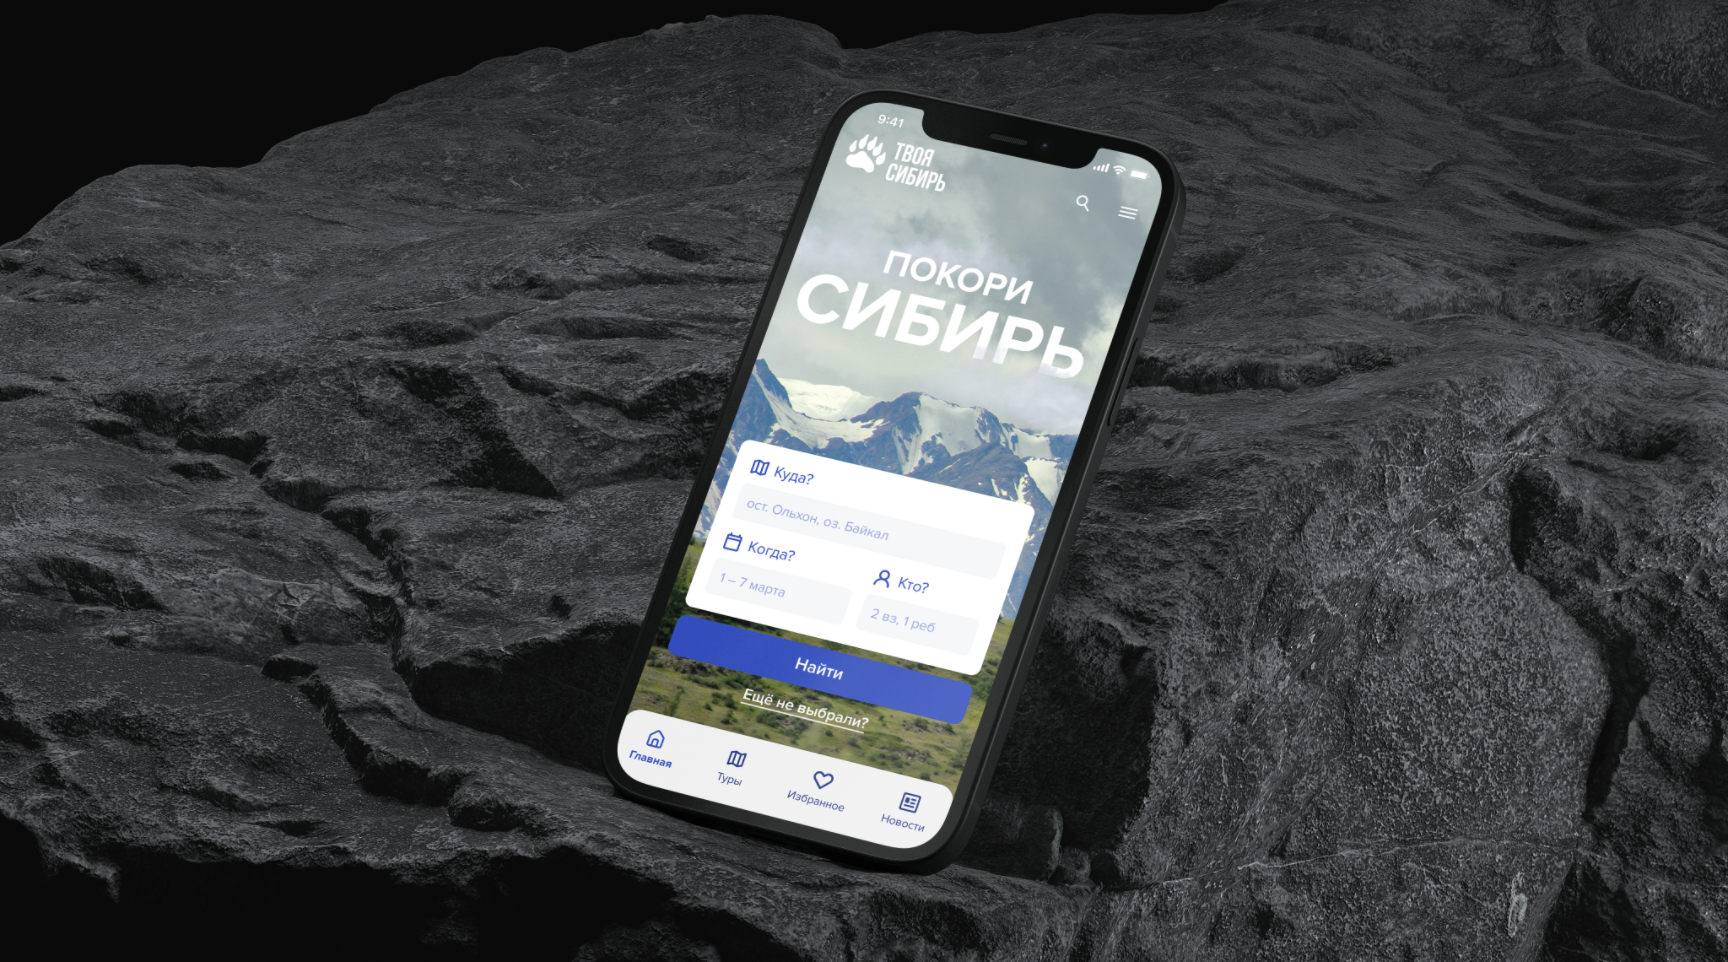 9:41
ТВОЯ
СИБИРЬ
ПОКОРИ
СИБИРЬ
Куда?
ост. Ольхон, оз. Байкал
Когда?
Кто?
1 – 7 марта
2 вз, 1 реб
Найти
Ещё не выбрали?
Главная
Туры
Избранное
Новости